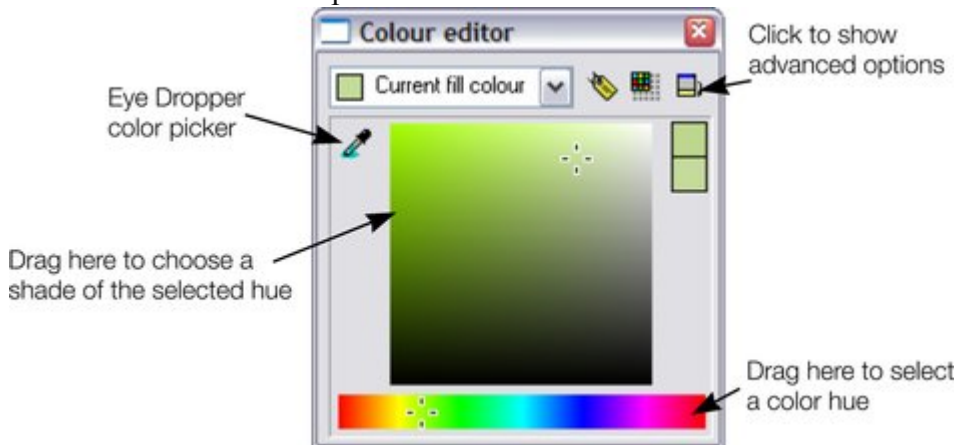 Colour editor
Click to show
advanced options
Current fill colour
Eye Dropper
color picker
Drag here to choose a
shade of the selected hue
Drag here to select
a color hue